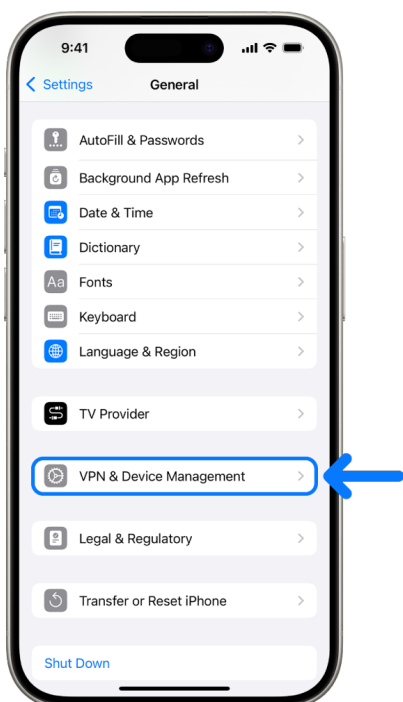 9:41
Settings
General
AutoFill & Passwords
Background App Refresh
Date & Time
Dictionary
Aa Fonts
Keyboard
Language & Region
TV Provider
VPN & Device Management
Legal & Regulatory
Transfer or Reset iPhone
Shut Down